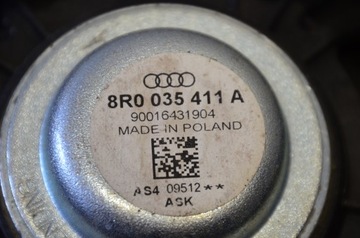 8R0 035 411 A
90016431904
MADE IN POLAND
AS4 09512**
ASK